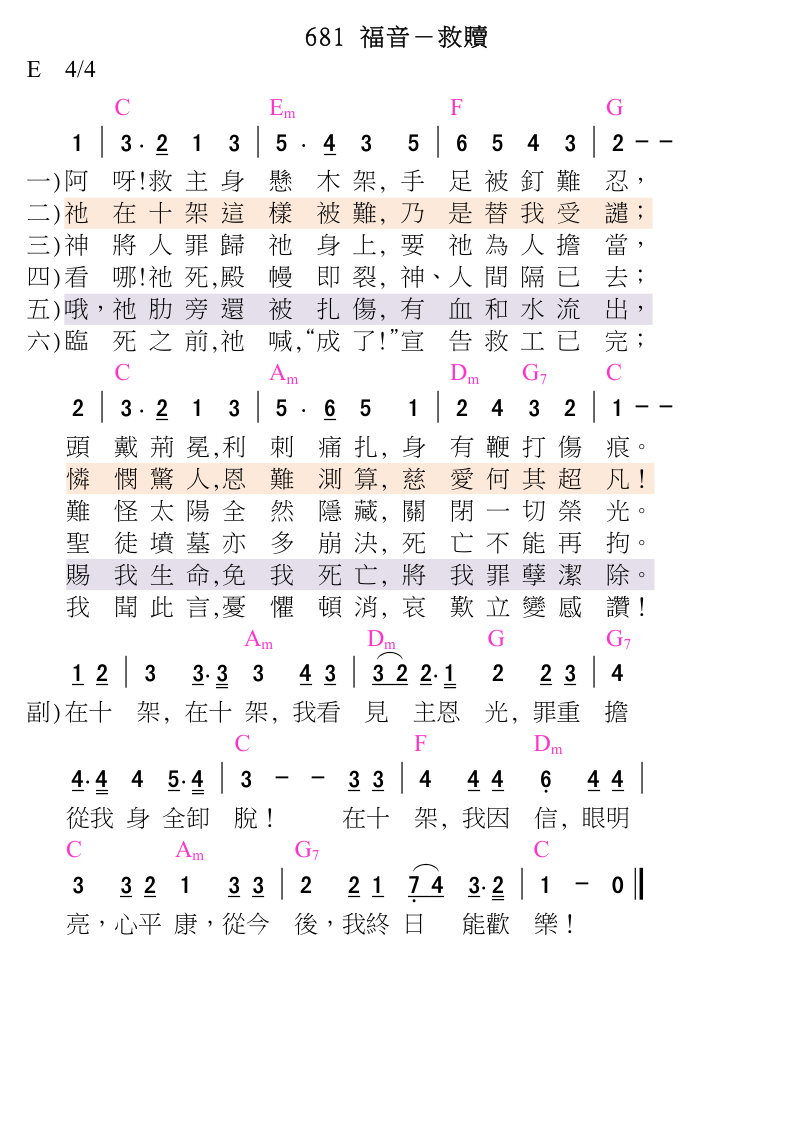 681 福音－救贖
E 4/4
C Em F G
1 | 3 · 2 1 3 | 5 · 4 3 5 | 6 5 4 3 | 2 － －
一)阿 呀!救 主 身 懸 木 架, 手 足 被 釘 難 忍，
二)祂 在 十 架 這 樣 被 難, 乃 是 替 我 受 譴；
三)神 將 人 罪 歸 祂 身 上, 要 祂 為 人 擔 當，
四)看 哪!祂 死,殿 幔 即 裂, 神、人 間 隔 已 去；
五)哦，祂 肋 旁 還 被 扎 傷, 有 血 和 水 流 出，
六)臨 死 之 前,祂 喊,“成 了!”宣 告 救 工 已 完；
C Am Dm G7 C
2 | 3 · 2 1 3 | 5 · 6 5 1 | 2 4 3 2 | 1 － －
頭 戴 荊 冕,利 刺 痛 扎, 身 有 鞭 打 傷 痕。
憐 憫 驚 人,恩 難 測 算, 慈 愛 何 其 超 凡！
難 怪 太 陽 全 然 隱 藏, 關 閉 一 切 榮 光。
聖 徒 墳 墓 亦 多 崩 決, 死 亡 不 能 再 拘。
賜 我 生 命,免 我 死 亡, 將 我 罪 孽 潔 除。
我 聞 此 言,憂 懼 頓 消, 哀 歎 立 變 感 讚！
Am Dm G G7
1 2 | 3 3· 3 3 4 3 | 3 2 2· 1 2 2 3 | 4
副)在十 架, 在十 架, 我看 見 主恩 光, 罪重 擔
C F Dm
4· 4 4 5· 4 | 3 － － 3 3 | 4 4 4 6 4 4 |
從我 身 全卸 脫！ 在十 架, 我因 信, 眼明
C Am G7 C
3 3 2 1 3 3 | 2 2 1 7 4 3· 2 | 1 － 0
亮，心平 康，從今 後，我終 日 能歡 樂！